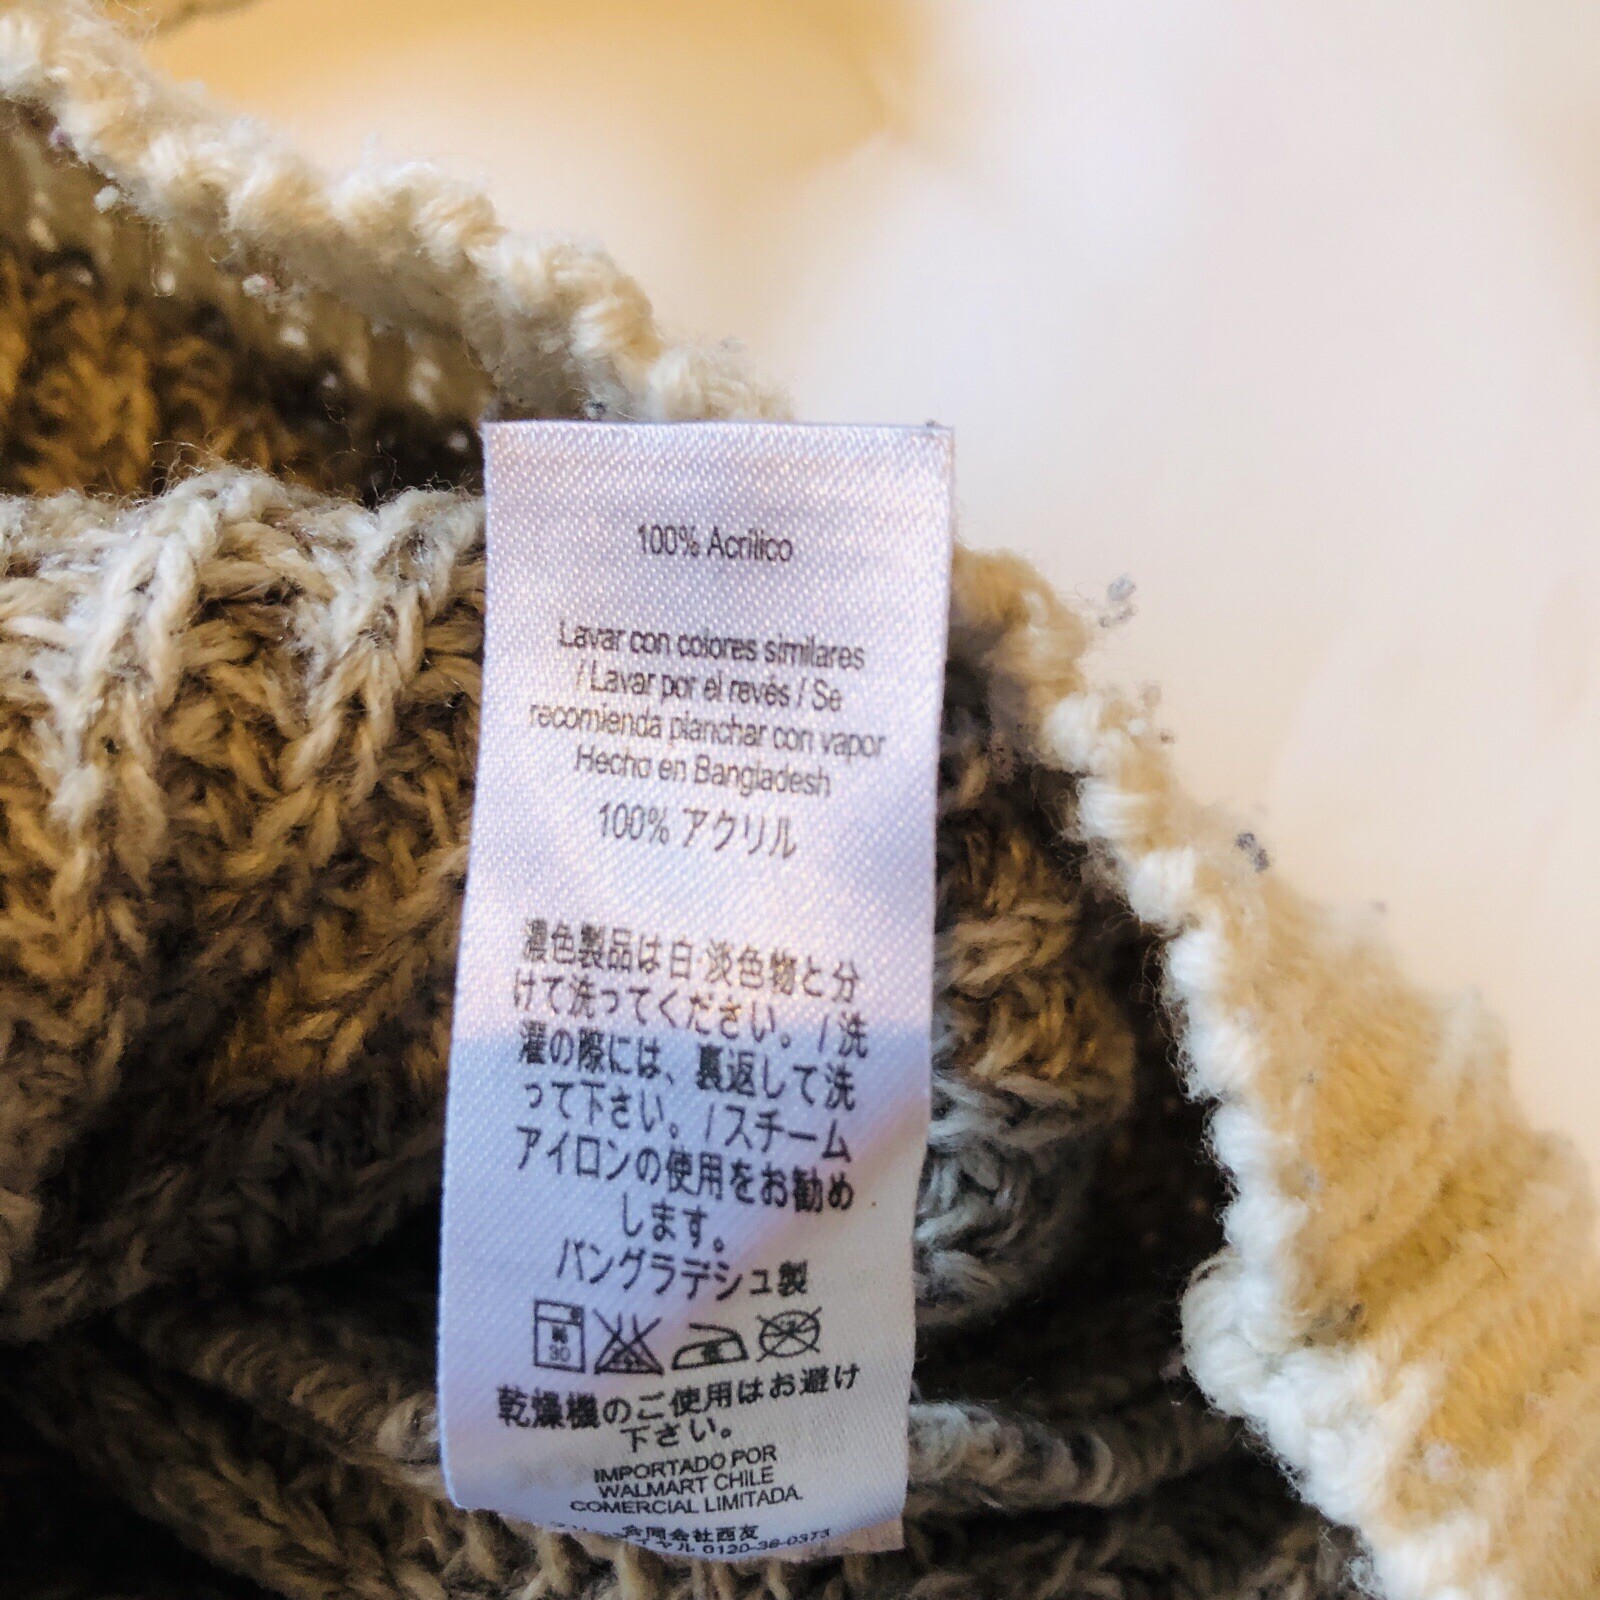 100% Acrílico
Lavar con colores similares
/ Lavar por el revés / Se
recomienda planchar con vapor
Hecho en Bangladesh
100% アクリル
濃色製品は白・淡色物と分
けて洗ってください。/ 洗
濯の際には、裏返して洗
って下さい。/スチーム
アイロンの使用をお勧め
します。
バングラデシュ製
30
乾燥機のご使用はお避け
下さい。
IMPORTADO POR
WALMART CHILE
COMERCIAL LIMITADA.
合同会社西友
イヤル 0120-38-0373